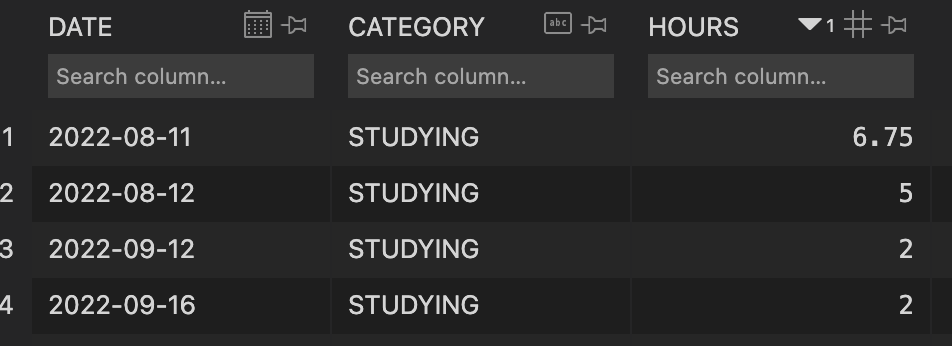 DATE abc CATEGORY HOURS 1
Search column... Search column... Search column...
1 2022-08-11 STUDYING 6.75
2 2022-08-12 STUDYING 5
3 2022-09-12 STUDYING 2
4 2022-09-16 STUDYING 2